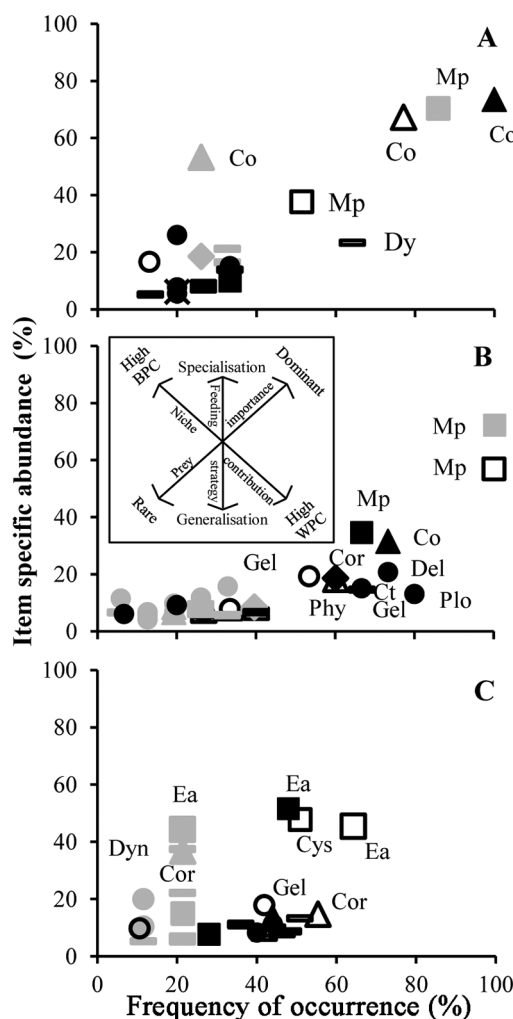 100
A
80
Mp
60
Co
Co
Co
40
Mp
20
Dy
0
Item specific abundance (%)
100
B
High BPC
Specialisation
Dominant
80
Feeding
importance
Niche
Mp
60
Mp
Prey
strategy
contribution
40
Rare
Generalisation
High WPC
Mp
Co
20
Gel
Cor
Del
Ct
Phy
Gel
Plo
0
100
C
80
60
Ea
Ea
40
Cys
Ea
Dyn
Cor
20
Gel
Cor
0
0 20 40 60 80 100
Frequency of occurrence (%)